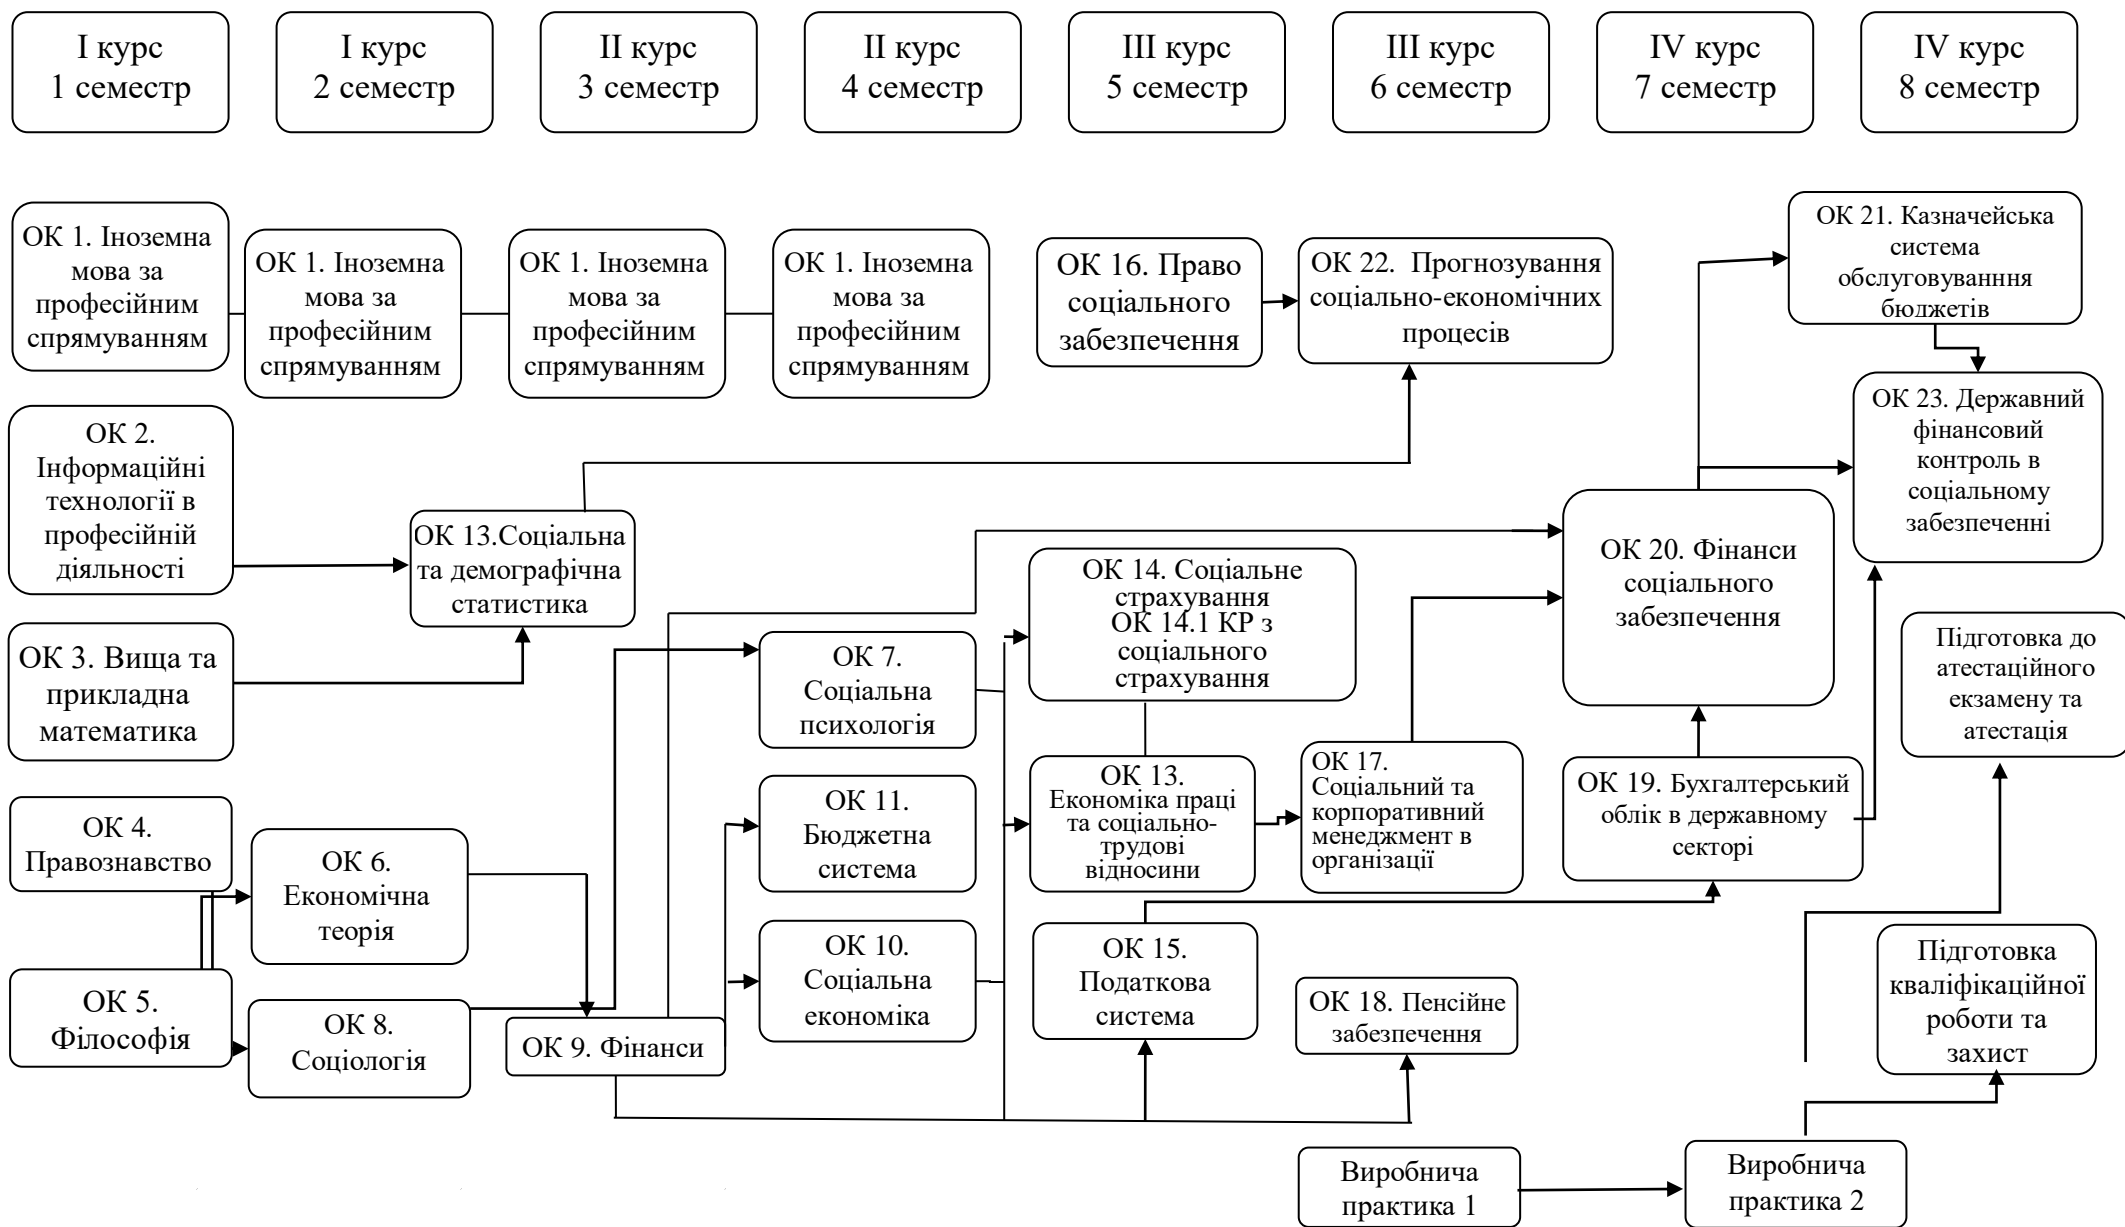 І курс
1 семестр
І курс
2 семестр
ІІ курс
3 семестр
ІІ курс
4 семестр
ІІІ курс
5 семестр
ІІІ курс
6 семестр
IV курс
7 семестр
IV курс
8 семестр
ОК 1. Іноземна
мова за
професійним
спрямуванням
ОК 1. Іноземна
мова за
професійним
спрямуванням
ОК 1. Іноземна
мова за
професійним
спрямуванням
ОК 1. Іноземна
мова за
професійним
спрямуванням
ОК 16. Право
соціального
забезпечення
ОК 22. Прогнозування
соціально-економічних
процесів
ОК 21. Казначейська
система
обслуговуванння
бюджетів
ОК 2.
Інформаційні
технології в
професійній
діяльності
ОК 13.Соціальна
та демографічна
статистика
ОК 23. Державний
фінансовий
контроль в
соціальному
забезпеченні
ОК 14. Соціальне
страхування
ОК 14.1 КР з
соціального
страхування
ОК 20. Фінанси
соціального
забезпечення
ОК 3. Вища та
прикладна
математика
ОК 7.
Соціальна
психологія
Підготовка до
атестаційного
екзамену та
атестація
ОК 4.
Правознавство
ОК 6.
Економічна
теорія
ОК 11.
Бюджетна
система
ОК 13.
Економіка праці
та соціально-
трудові
відносини
ОК 17.
Соціальний та
корпоративний
менеджмент в
організації
ОК 19. Бухгалтерський
облік в державному
секторі
ОК 5.
Філософія
ОК 8.
Соціологія
ОК 9. Фінанси
ОК 10.
Соціальна
економіка
ОК 15.
Податкова
система
ОК 18. Пенсійне
забезпечення
Підготовка
кваліфікаційної
роботи та
захист
Виробнича
практика 1
Виробнича
практика 2